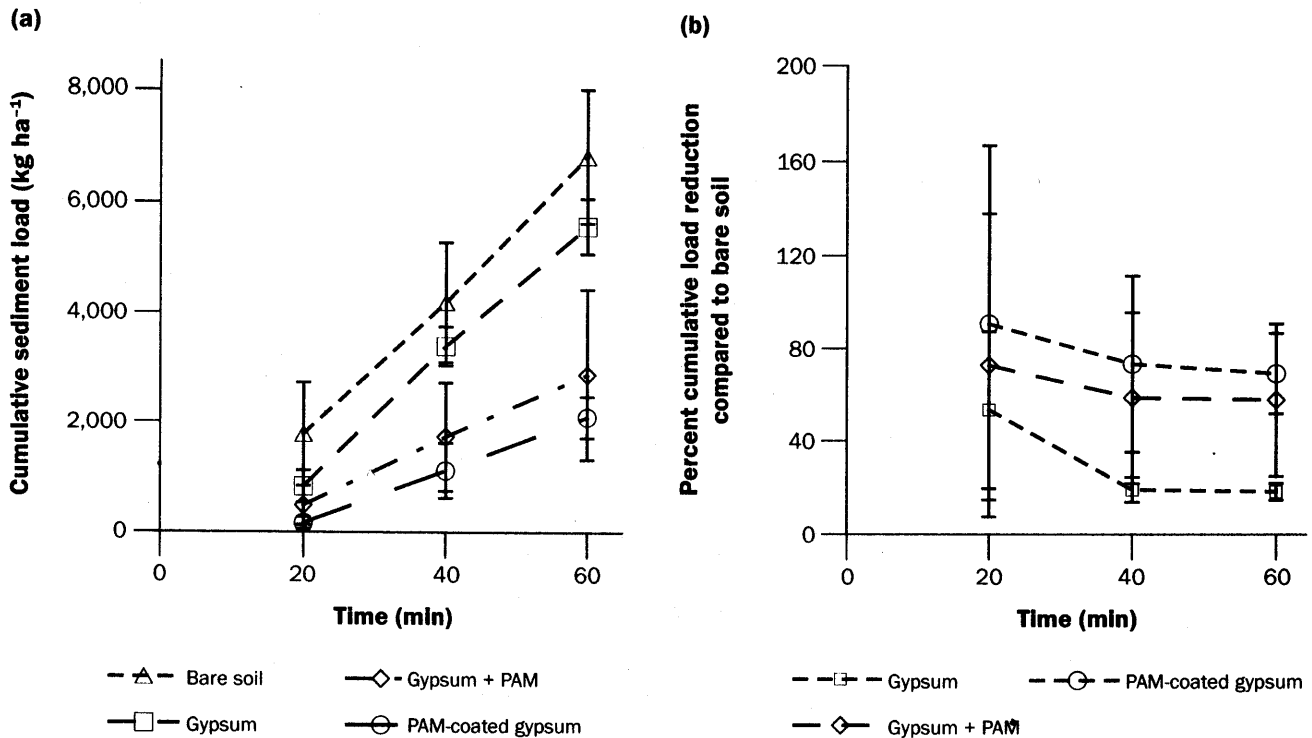 (a)
Cumulative sediment load (kg ha⁻¹)
8,000
6,000
4,000
2,000
0
0
20
40
60
Time (min)
Bare soil
Gypsum + PAM
Gypsum
PAM-coated gypsum
(b)
Percent cumulative load reduction
compared to bare soil
200
160
120
80
40
0
0
20
40
60
Time (min)
Gypsum
PAM-coated gypsum
Gypsum + PAM